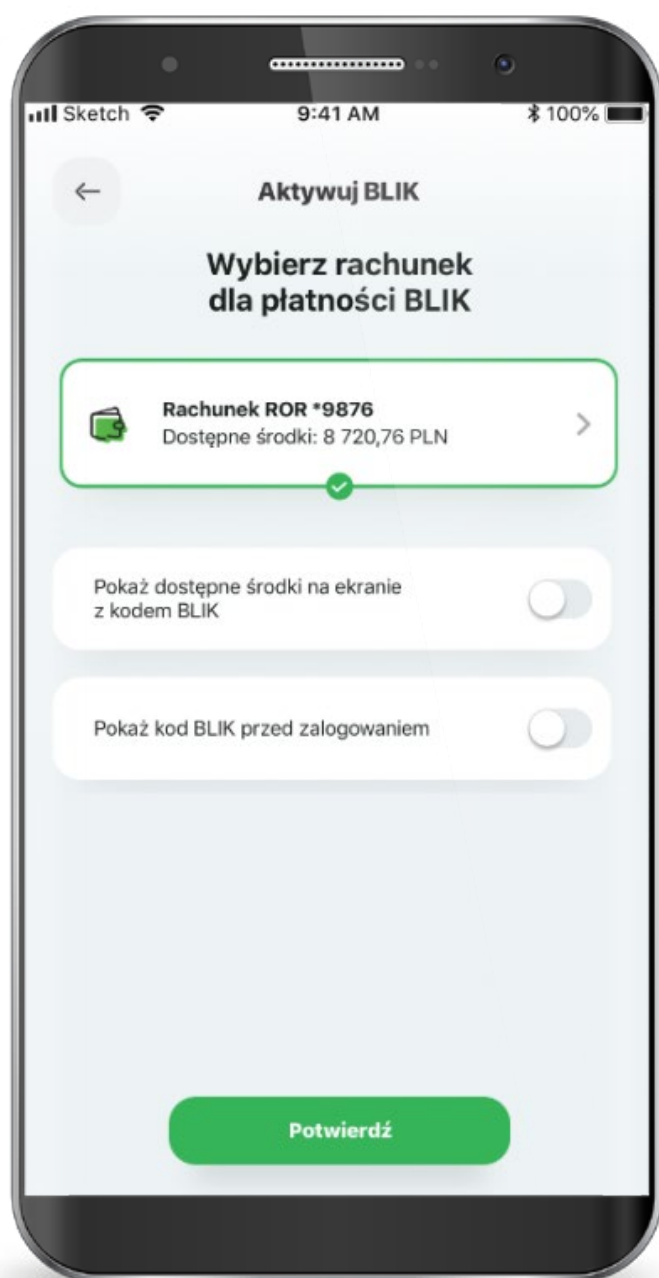 Sketch 9:41 AM 100%
Aktywuj BLIK
Wybierz rachunek
dla płatności BLIK
Rachunek ROR *9876
Dostępne środki: 8 720,76 PLN
Pokaż dostępne środki na ekranie
z kodem BLIK
Pokaż kod BLIK przed zalogowaniem
Potwierdź